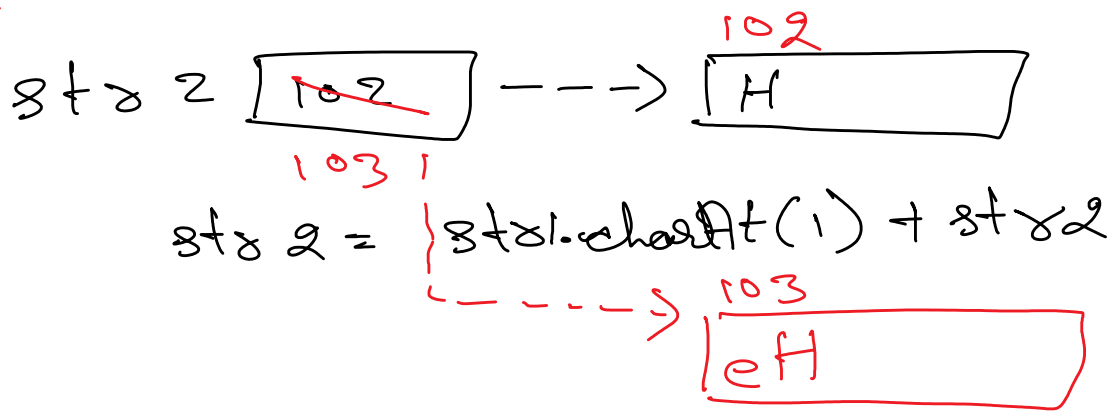 102
str 2 102 ---> H
103
str 2 = str1.charAt(1) + str2
103
eH